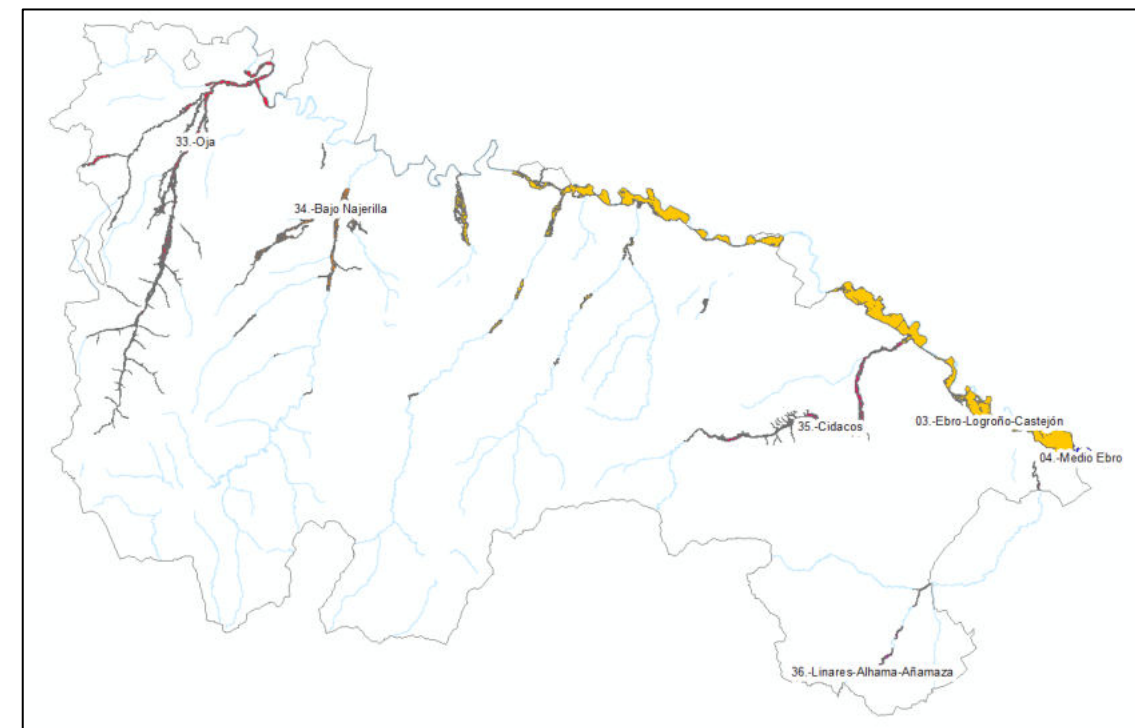 33.-Oja
34.-Bajo Najerilla
03.-Ebro-Logroño-Castejón
35.-Cidacos
04.-Medio Ebro
36.-Linares-Alhama-Añamaza